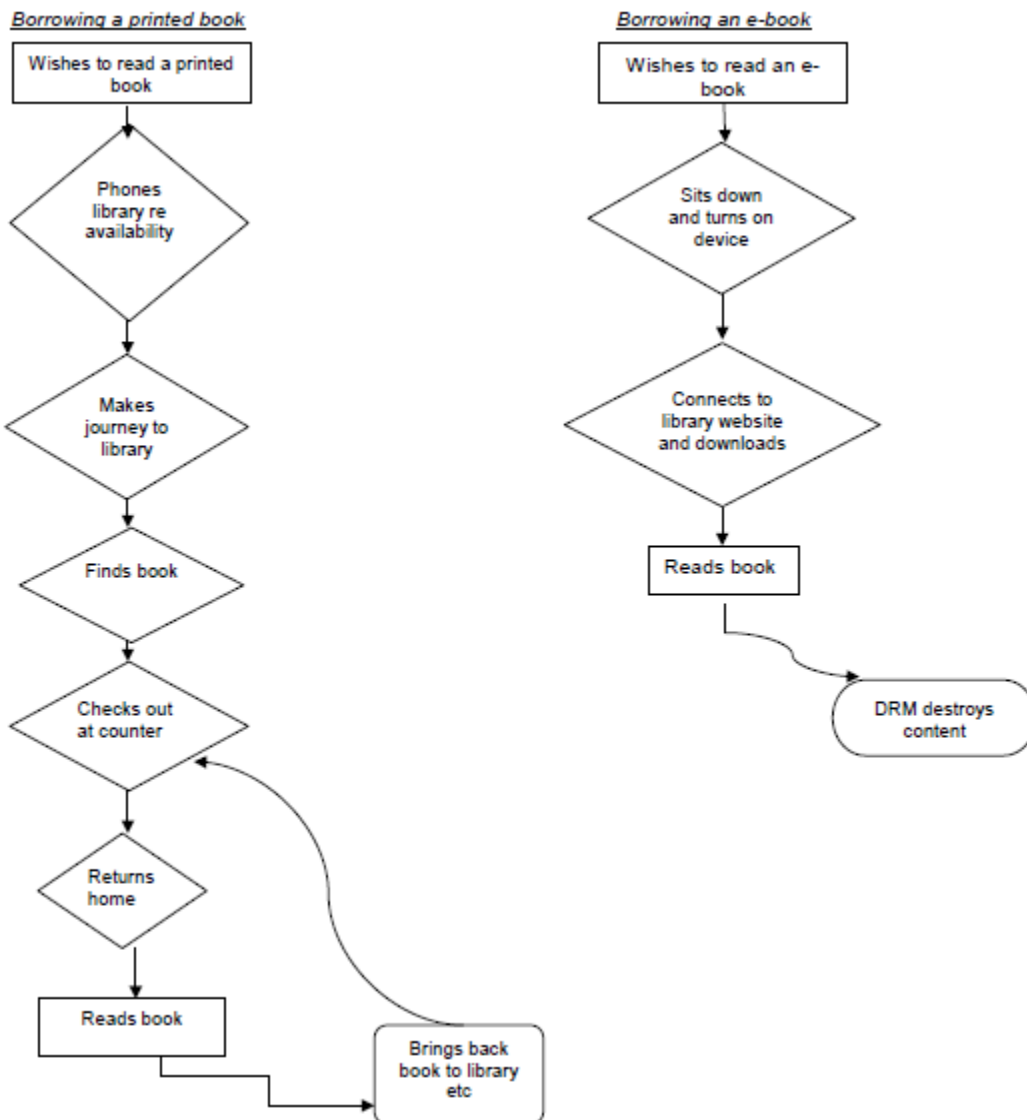 Borrowing a printed book
Wishes to read a printed
book
Phones
library re
availability
Makes
journey to
library
Finds book
Checks out
at counter
Returns
home
Reads book
Brings back
book to library
etc
Borrowing an e-book
Wishes to read an e-
book
Sits down
and turns on
device
Connects to
library website
and downloads
Reads book
DRM destroys
content